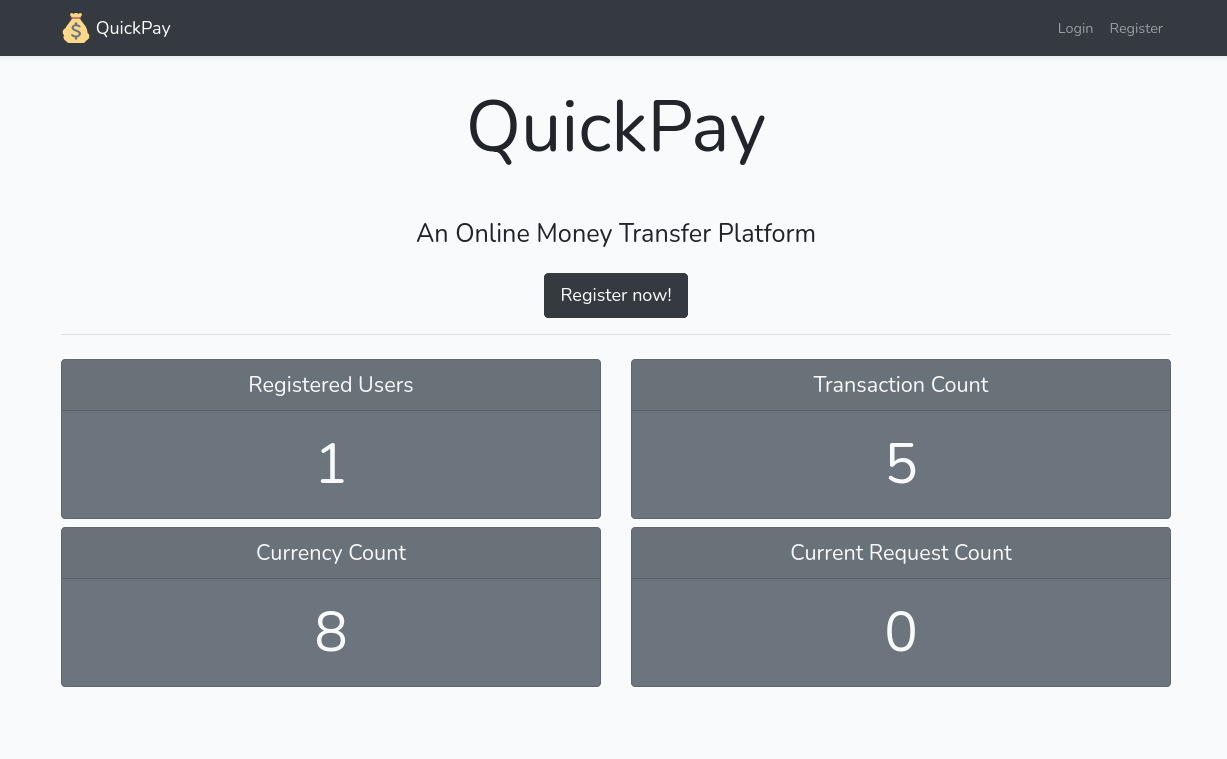 $ QuickPay
Login Register
QuickPay
An Online Money Transfer Platform
Register now!
Registered Users
1
Transaction Count
5
Currency Count
8
Current Request Count
0